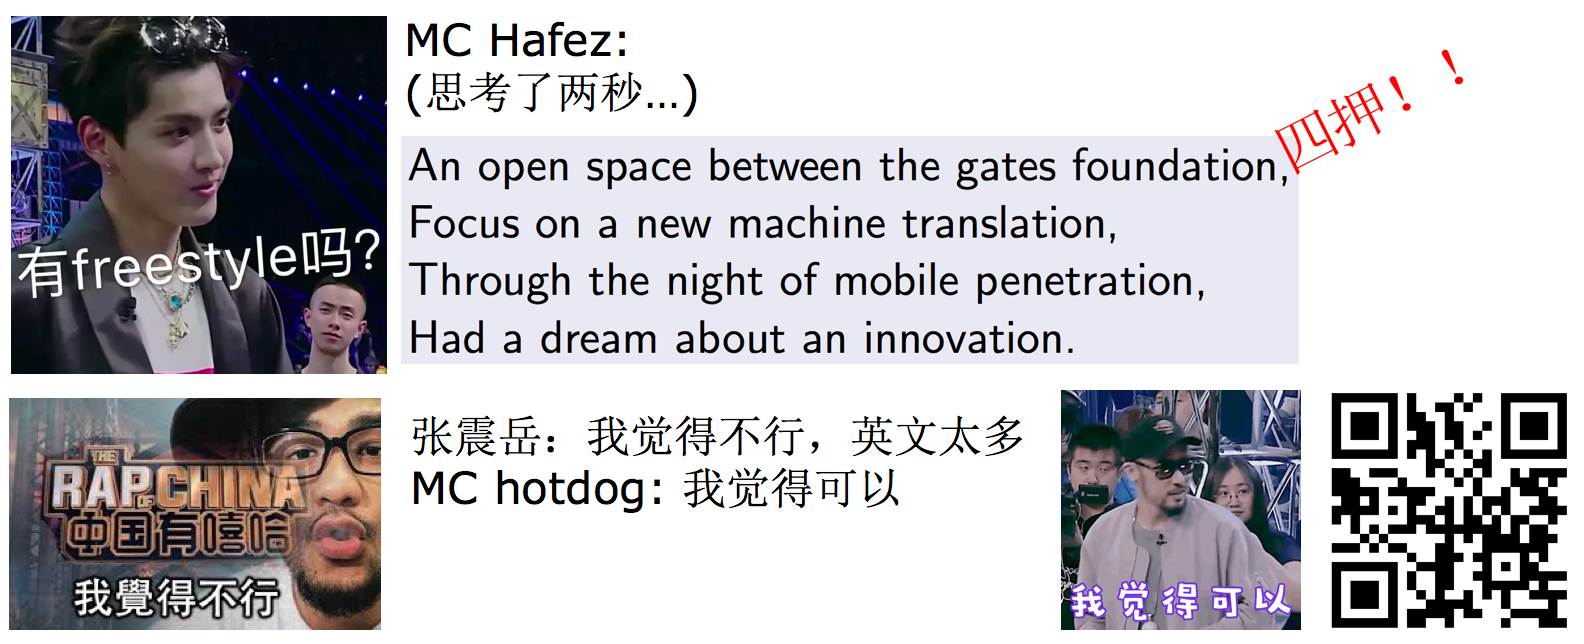 MC Hafez:
(思考了两秒...)
四押！！
An open space between the gates foundation,
Focus on a new machine translation,
Through the night of mobile penetration,
Had a dream about an innovation.
有freestyle吗?
张震岳：我觉得不行，英文太多
MC hotdog: 我觉得可以
THE
RAP OF CHINA
中国有嘻哈
我覺得不行
我觉得可以